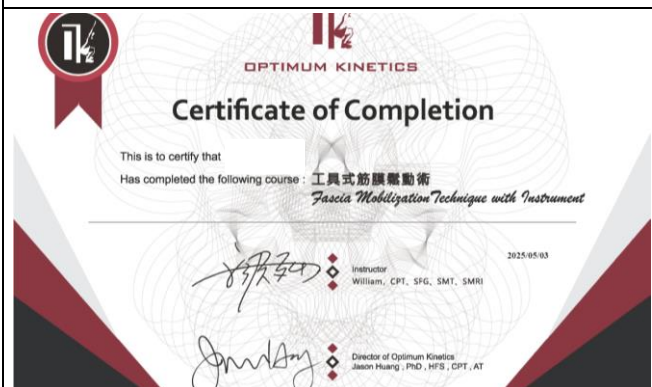 OPTIMUM KINETICS
Certificate of Completion
This is to certify that
Has completed the following course : 工具式筋膜鬆動術
Fascia Mobilization Technique with Instrument
2025/05/03
Instructor
William, CPT, SFG, SMT, SMRI
Director of Optimum Kinetics
Jason Huang , PhD , HFS , CPT , AT